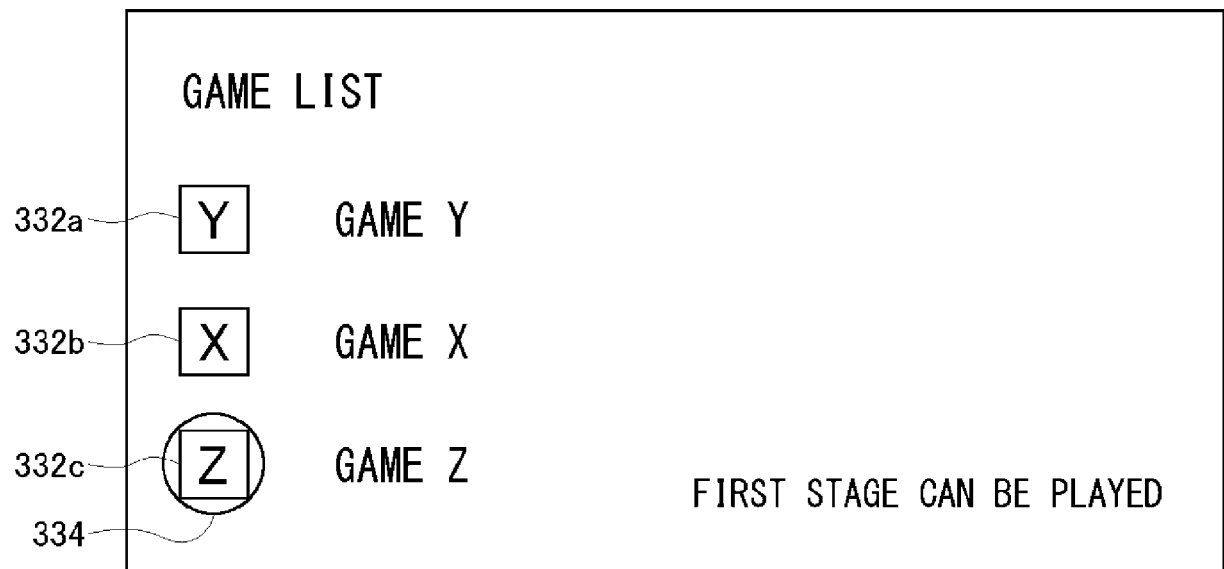 GAME LIST
332a Y GAME Y
332b X GAME X
332c Z GAME Z
FIRST STAGE CAN BE PLAYED
334